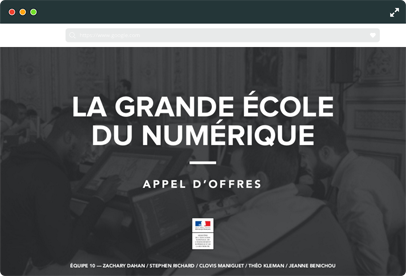 LA GRANDE ÉCOLE
DU NUMÉRIQUE
APPEL D'OFFRES
ÉQUIPE 10 — ZACHARY DAHAN / STEPHEN RICHARD / CLOVIS MANIGUET / THÉO KLEMAN / JEANNE BENICHOU